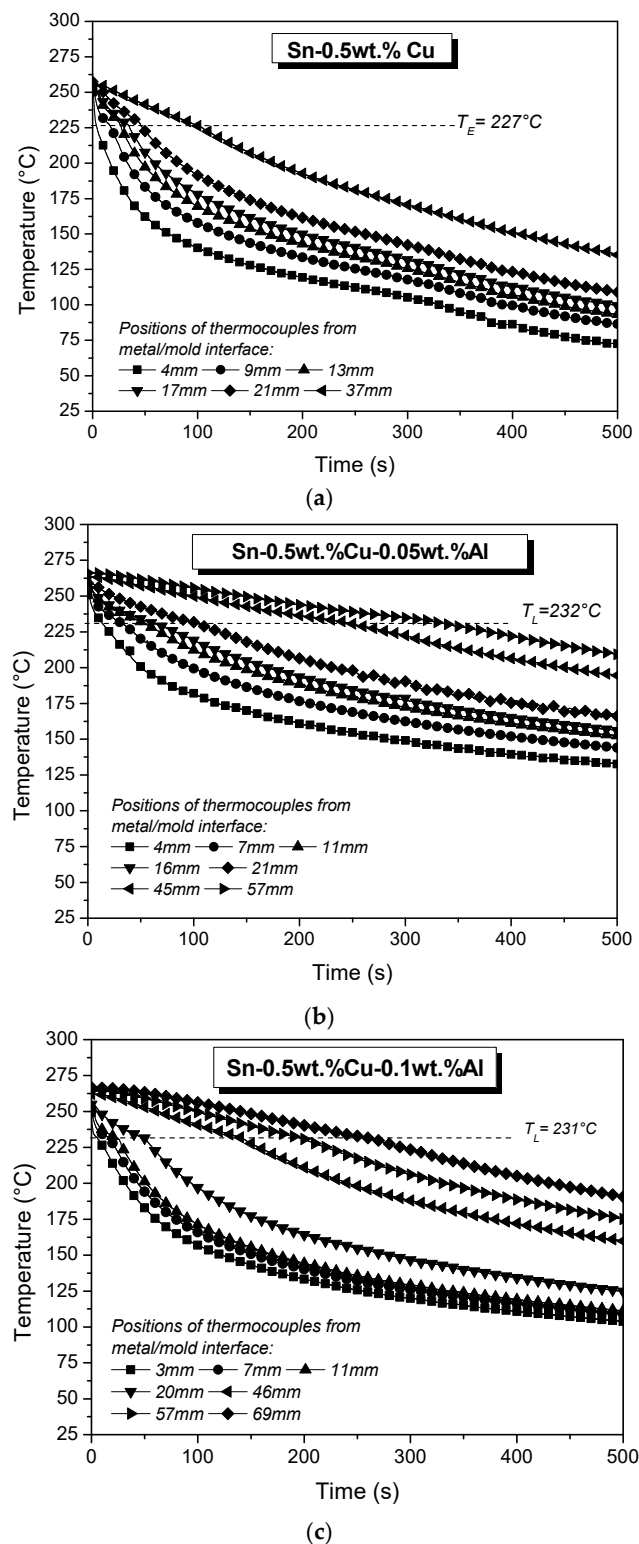 Sn-0.5wt.% Cu
300
275
250
225
200
175
150
125
100
75
50
25
Temperature (°C)
T_E= 227°C
Positions of thermocouples from
metal/mold interface:
4mm 9mm 13mm
17mm 21mm 37mm
0 100 200 300 400 500
Time (s)
(a)
Sn-0.5wt.%Cu-0.05wt.%Al
300
275
250
225
200
175
150
125
100
75
50
25
Temperature (°C)
T_L=232°C
Positions of thermocouples from
metal/mold interface:
4mm 7mm 11mm
16mm 21mm
45mm 57mm
0 100 200 300 400 500
Time (s)
(b)
Sn-0.5wt.%Cu-0.1wt.%Al
300
275
250
225
200
175
150
125
100
75
50
25
Temperature (°C)
T_L= 231°C
Positions of thermocouples from
metal/mold interface:
3mm 7mm 11mm
20mm 46mm
57mm 69mm
0 100 200 300 400 500
Time (s)
(c)